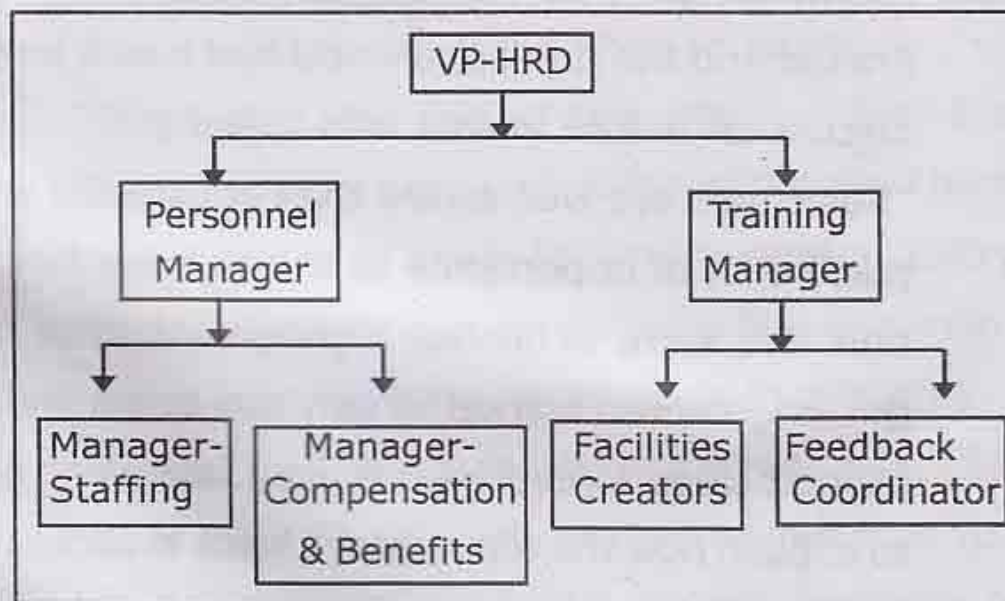 VP-HRD
Personnel
Manager
Training
Manager
Manager-
Staffing
Manager-
Compensation
& Benefits
Facilities
Creators
Feedback
Coordinator